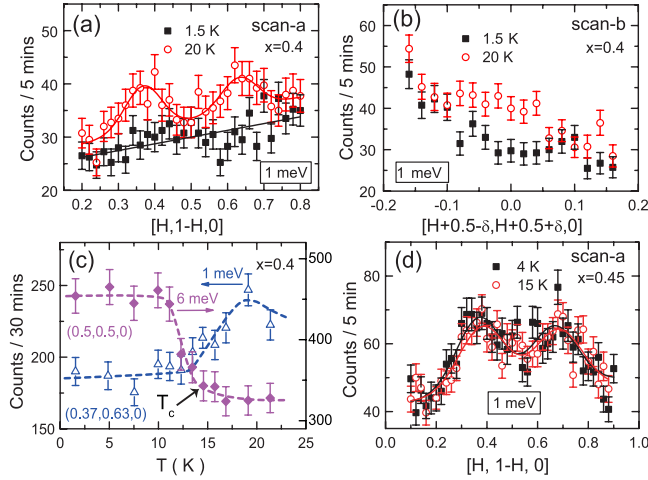 (a)
scan-a
1.5 K
20 K
x=0.4
Counts / 5 mins
50
40
30
20
1 meV
0.2 0.3 0.4 0.5 0.6 0.7 0.8
[H,1-H,0]
(b)
scan-b
1.5 K
20 K
x=0.4
Counts / 5 min
60
50
40
30
20
1 meV
-0.2 -0.1 0.0 0.1 0.2
[H+0.5-δ,H+0.5+δ,0]
(c)
x=0.4
1 meV
6 meV
(0.5,0.5,0)
(0.37,0.63,0)
Tc
Counts / 30 mins
275
250
225
200
175
150
500
450
400
350
300
0 5 10 15 20 25
T ( K )
(d)
scan-a
4 K
15 K
x=0.45
Counts / 5 min
80
60
40
1 meV
0.0 0.2 0.4 0.6 0.8 1.0
[H, 1-H, 0]